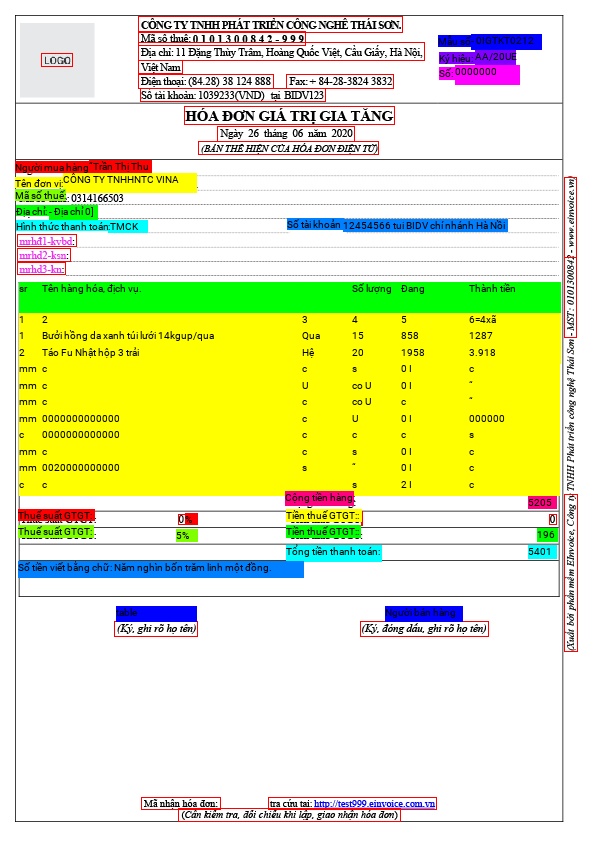 LOGO
CÔNG TY TNHH PHÁT TRIỂN CÔNG NGHỆ THÁI SƠN.
Mã số thuế: 0 1 0 1 3 0 0 8 4 2 - 9 9 9
Địa chỉ: 11 Đặng Thùy Trâm, Hoàng Quốc Việt, Cầu Giấy, Hà Nội,
Việt Nam
Điện thoại: (84.28) 38 124 888 Fax: + 84-28-3824 3832
Số tài khoản: 1039233(VND) tại BIDV123
Ký hiệu: AA/20UE
Số: 0000000
HÓA ĐƠN GIÁ TRỊ GIA TĂNG
Ngày 26 tháng 06 năm 2020
(BẢN THỂ HIỆN CỦA HÓA ĐƠN ĐIỆN TỬ)
Người mua hàng: Trần Thị Thu
Tên đơn vị: CÔNG TY TNHHNTC VINA
Mã số thuế: 0314166503
Địa chỉ: - Địa chỉ 0]
Hình thức thanh toán: TMCK Số tài khoản 12454566 tui BIDV chí nhánh Hà Nồi
mrhđ1-kvbd:
mrhd2-ksn:
mrhd3-kn:
sr Tên hàng hóa, dịch vụ. Số lượng Đang Thành tiền
1 2 3 4 5 6=4xã
1 Bưởi hồng da xanh túi lưới 14kgup/qua Qua 15 858 1287
2 Táo Fu Nhật hộp 3 trái Hệ 20 1958 3.918
mm c c s 0 I c
mm c U co U 0 I “
mm c c co U 0 I “
mm 0000000000000 c U 0 I 000000
c 0000000000000 c c c s
mm c c s 0 I c
mm 0020000000000 s “ 0 I c
c c s 2 I c
Công tiền hàng: 5205
Thuế suất GTGT: 0% Tiền thuế GTGT:: 0
Thuế suất GTGT: 5% Tiền thuế GTGT:: 196
Tổng tiền thanh toán: 5401
Số tiền viết bằng chữ: Năm nghìn bốn trăm linh một đồng.
Người bán hàng
(Ký, ghi rõ họ tên) (Ký, đóng dấu, ghi rõ họ tên)
Mã nhận hóa đơn: tra cứu tại: http://test999.einvoice.com.vn
(Cần kiểm tra, đối chiếu khi lập, giao nhận hóa đơn)
(Xuất bởi phần mềm EInvoice, Công ty TNHH Phát triển công nghệ Thái Sơn - MST: 0101300842 - www.einvoice.vn)